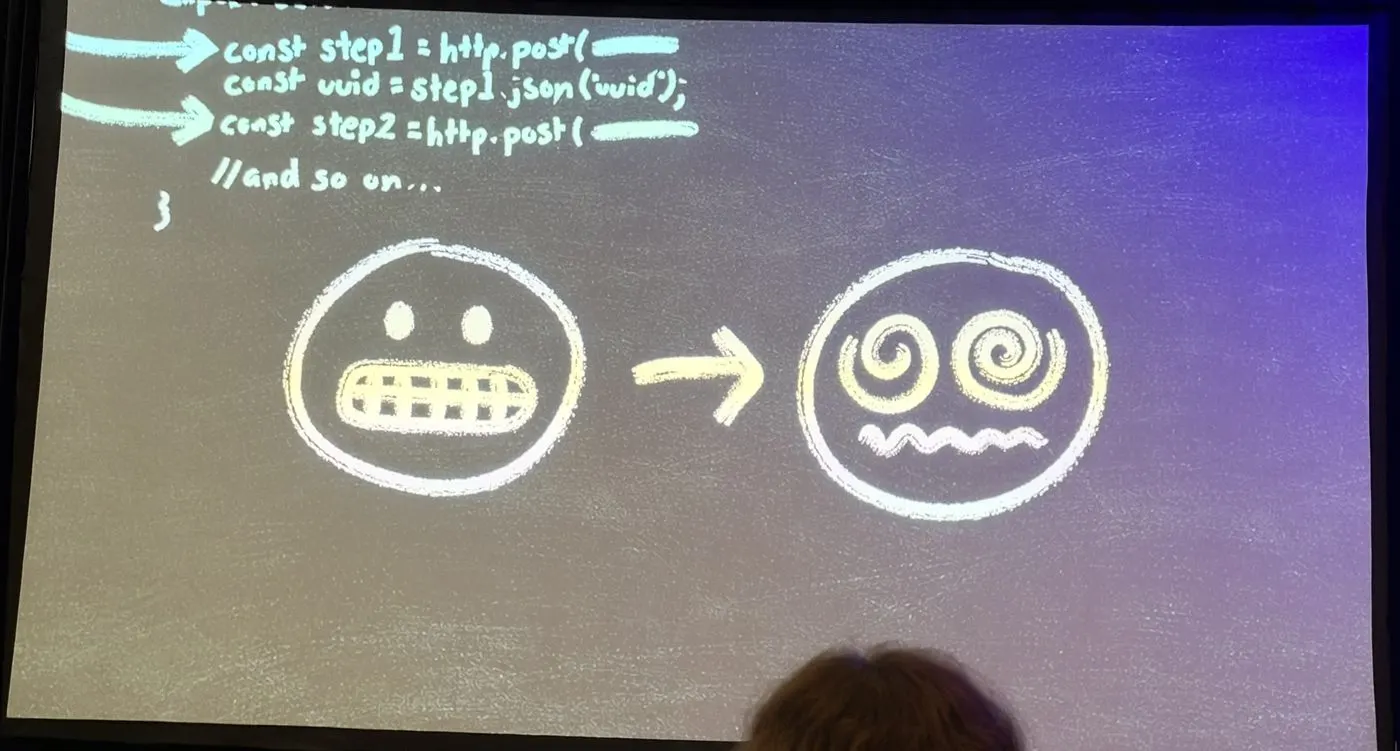 const step1 = http.post(
const uuid = step1.json('uuid');
const step2 = http.post(
//and so on...
}